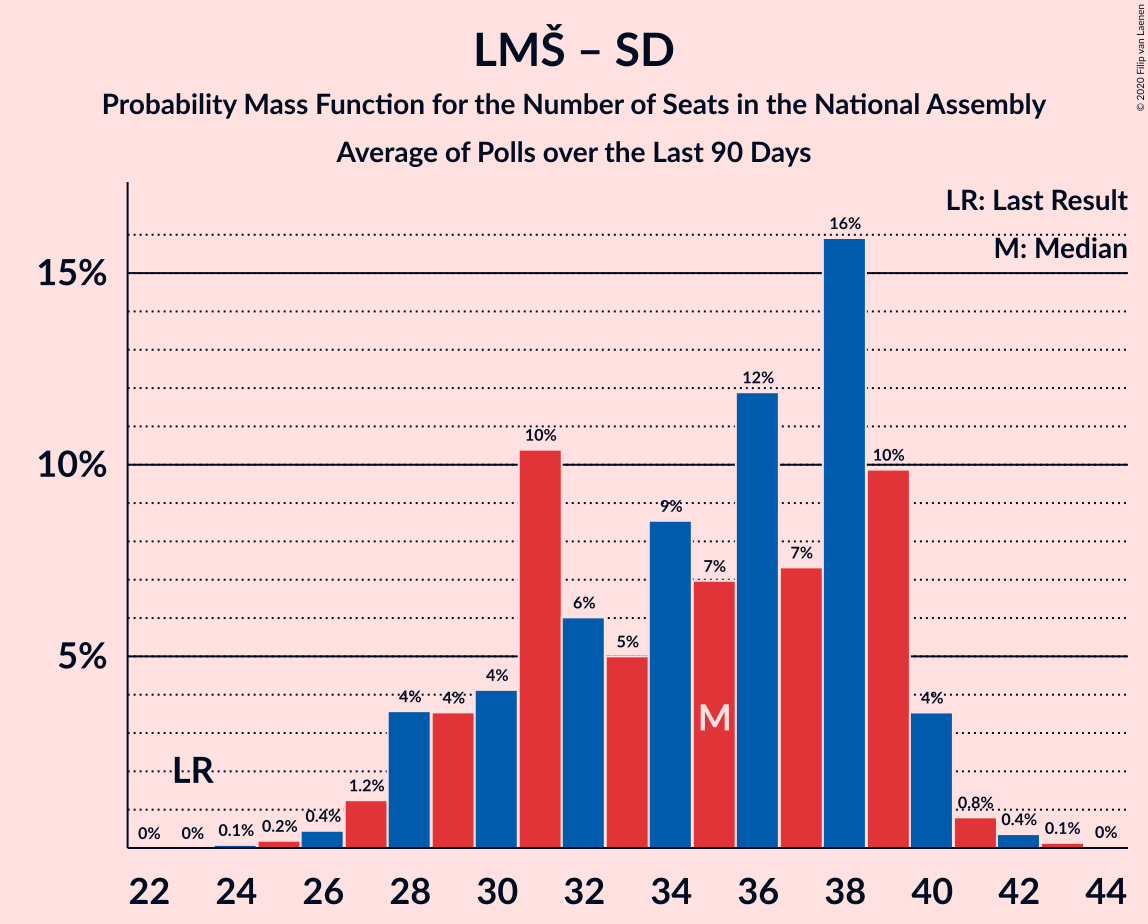 LMŠ – SD
Probability Mass Function for the Number of Seats in the National Assembly
Average of Polls over the Last 90 Days
© 2020 Filip van Laenen
LR: Last Result
M: Median
15%
10%
5%
0%
0%
0.1%
0.2%
0.4%
1.2%
4%
4%
4%
10%
6%
5%
9%
7%
12%
7%
16%
10%
4%
0.8%
0.4%
0.1%
0%
LR
M
22 24 26 28 30 32 34 36 38 40 42 44